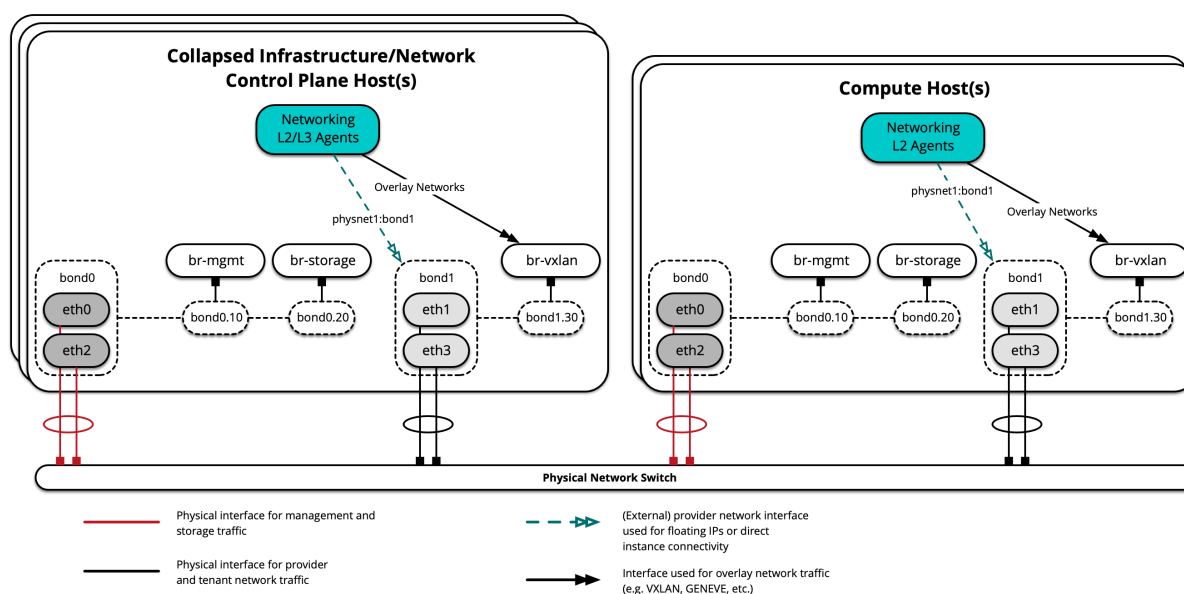 Collapsed Infrastructure/Network
Control Plane Host(s)
Networking
L2/L3 Agents
Overlay Networks
physnet1:bond1
br-mgmt
br-storage
br-vxlan
bond0
eth0
eth2
bond0.10
bond0.20
bond1
eth1
eth3
bond1.30
Compute Host(s)
Networking
L2 Agents
physnet1:bond1
Overlay Networks
br-mgmt
br-storage
br-vxlan
bond0
eth0
eth2
bond0.10
bond0.20
bond1
eth1
eth3
bond1.30
Physical Network Switch
Physical interface for management and
storage traffic
Physical interface for provider
and tenant network traffic
(External) provider network interface
used for floating IPs or direct
instance connectivity
Interface used for overlay network traffic
(e.g. VXLAN, GENEVE, etc.)